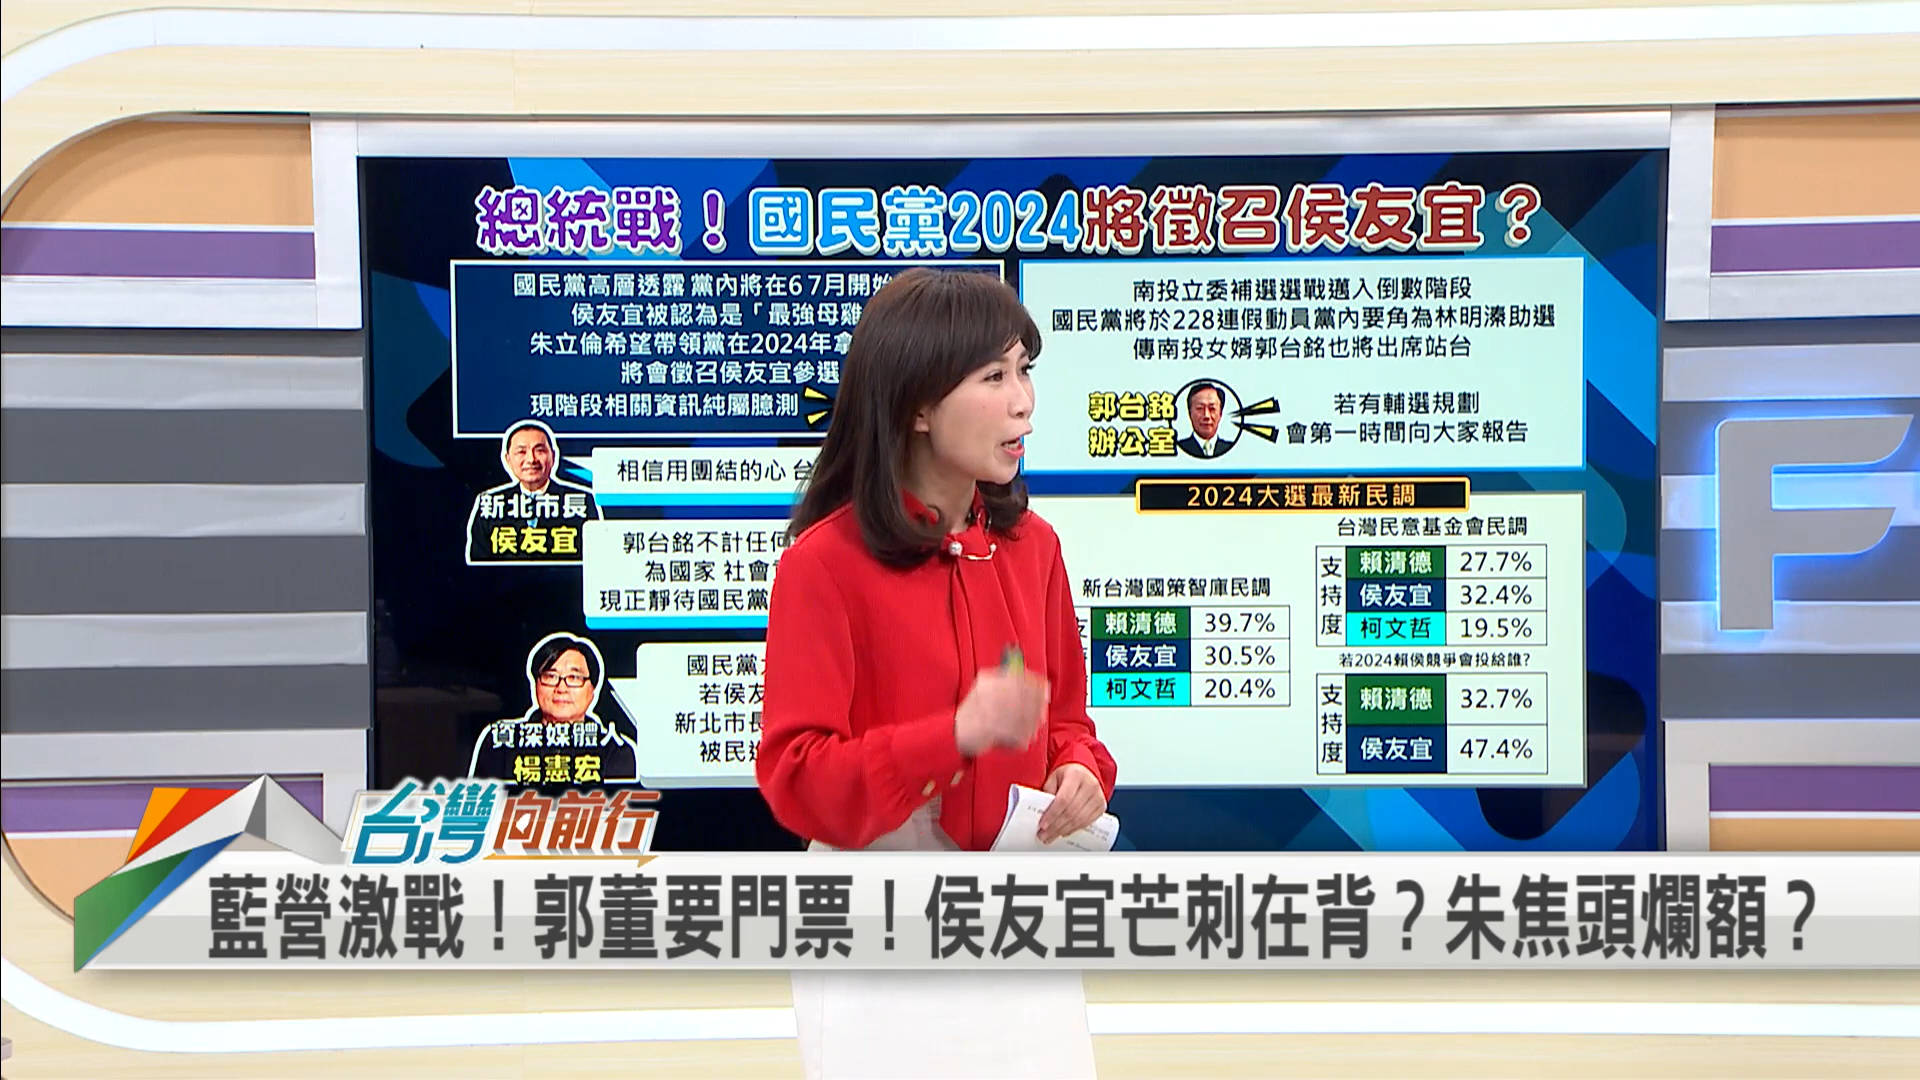 總統戰！國民黨2024將徵召侯友宜？
國民黨高層透露 黨內將在6 7月開始
侯友宜被認為是「最強母雞
朱立倫希望帶領黨在2024年拿
將會徵召侯友宜參選
現階段相關資訊純屬臆測
新北市長
侯友宜
相信用團結的心 台
郭台銘不計任何
為國家 社會
現正靜待國民黨
資深媒體人
楊憲宏
國民黨
若侯友
新北市長
被民進
南投立委補選選戰邁入倒數階段
國民黨將於228連假動員黨內要角為林明溱助選
傳南投女婿郭台銘也將出席站台
郭台銘
辦公室
若有輔選規劃
會第一時間向大家報告
2024大選最新民調
新台灣國策智庫民調
賴清德 39.7%
侯友宜 30.5%
柯文哲 20.4%
台灣民意基金會民調
支持度
賴清德 27.7%
侯友宜 32.4%
柯文哲 19.5%
若2024賴侯競爭會投給誰?
支持度
賴清德 32.7%
侯友宜 47.4%
F
台灣向前行
藍營激戰！郭董要門票！侯友宜芒刺在背？朱焦頭爛額？